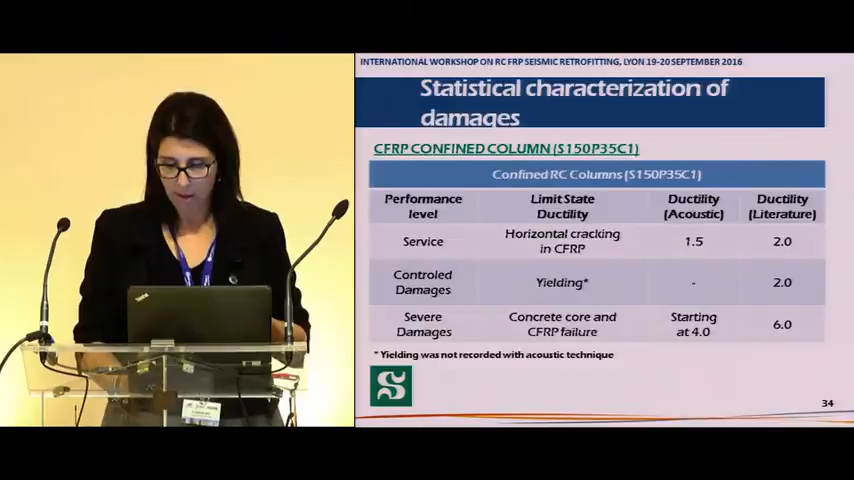 INTERNATIONAL WORKSHOP ON RC FRP SEISMIC RETROFITTING, LYON 19-20 SEPTEMBER 2016
Statistical characterization of
damages
CFRP CONFINED COLUMN (S150P35C1)
Confined RC Columns (S150P35C1)
Performance
level
Limit State
Ductility
Ductility
(Acoustic)
Ductility
(Literature)
Service
Horizontal cracking
in CFRP
1.5
2.0
Controled
Damages
Yielding*
-
2.0
Severe
Damages
Concrete core and
CFRP failure
Starting
at 4.0
6.0
* Yielding was not recorded with acoustic technique
S
34